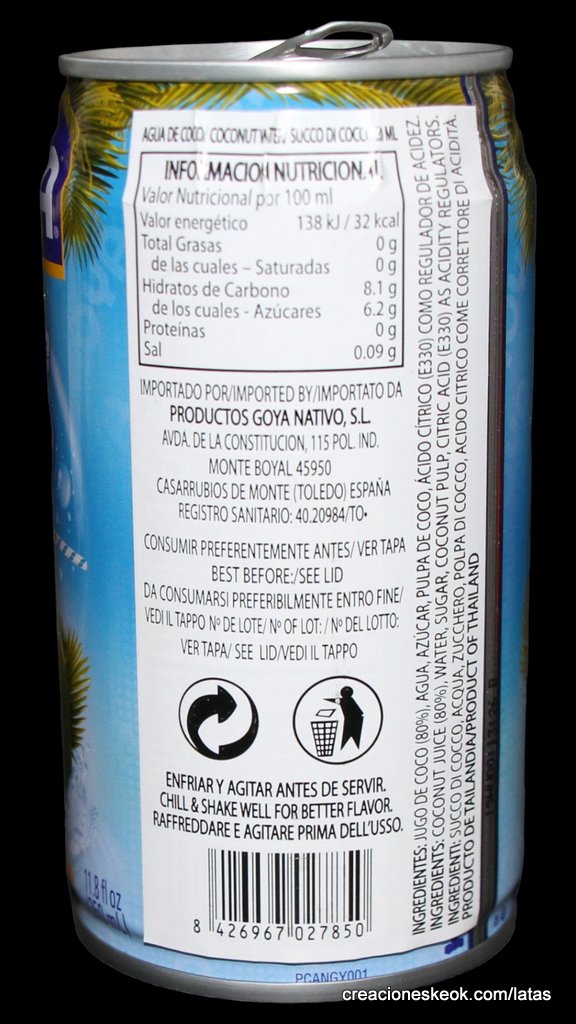 AGUA DE COCO/ COCONUT WATER/ SUCCO DI COCCO ML
INFORMACION NUTRICIONAL
Valor Nutricional por 100 ml
Valor energético 138 kJ / 32 kcal
Total Grasas 0 g
de las cuales – Saturadas 0 g
Hidratos de Carbono 8.1 g
de los cuales - Azúcares 6.2 g
Proteínas 0 g
Sal 0.09 g
IMPORTADO POR/IMPORTED BY/IMPORTATO DA
PRODUCTOS GOYA NATIVO, S.L.
AVDA. DE LA CONSTITUCION, 115 POL. IND.
MONTE BOYAL 45950
CASARRUBIOS DE MONTE (TOLEDO) ESPAÑA
REGISTRO SANITARIO: 40.20984/TO•
CONSUMIR PREFERENTEMENTE ANTES/ VER TAPA
BEST BEFORE:/SEE LID
DA CONSUMARSI PREFERIBILMENTE ENTRO FINE/
VEDI IL TAPPO Nº DE LOTE/ Nº OF LOT: / Nº DEL LOTTO:
VER TAPA/ SEE LID/VEDI IL TAPPO
ENFRIAR Y AGITAR ANTES DE SERVIR.
CHILL & SHAKE WELL FOR BETTER FLAVOR.
RAFFREDDARE E AGITARE PRIMA DELL'USSO.
8 426967 027850
INGREDIENTES: JUGO DE COCO (80%), AGUA, AZÚCAR, PULPA DE COCO, ÁCIDO CÍTRICO (E330) COMO REGULADOR DE ACIDEZ.
INGREDIENTS: COCONUT JUICE (80%), WATER, SUGAR, COCONUT PULP, CITRIC ACID (E330) AS ACIDITY REGULATORS.
INGREDIENTI: SUCCO DI COCCO, ACQUA, ZUCCHERO, POLPA DI COCCO, ACIDO CITRICO COME CORRETTORE DI ACIDITÀ.
PRODUCTO DE TAILANDIA/PRODUCT OF THAILAND
11.8 fl oz
PCANGY001
creacioneskeok.com/latas